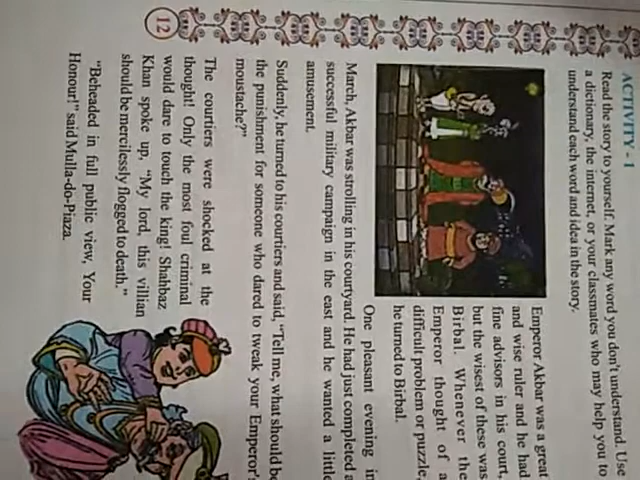 ACTIVITY - 1
Read the story to yourself. Mark any word you don't understand. Use
a dictionary, the internet, or your classmates who may help you to
understand each word and idea in the story.
Emperor Akbar was a great
and wise ruler and he had
fine advisors in his court,
but the wisest of these was
Birbal. Whenever the
Emperor thought of a
difficult problem or puzzle,
he turned to Birbal.
One pleasant evening in
March, Akbar was strolling in his courtyard. He had just completed a
successful military campaign in the east and he wanted a little
amusement.
Suddenly, he turned to his courtiers and said, "Tell me, what should be
the punishment for someone who dared to tweak your Emperor's
moustache?"
The courtiers were shocked at the
thought! Only the most foul criminal
would dare to touch the king! Shahbaz
Khan spoke up, "My lord, this villian
should be mercilessly flogged to death."
"Beheaded in full public view, Your
Honour!" said Mulla-do-Piaza.
12